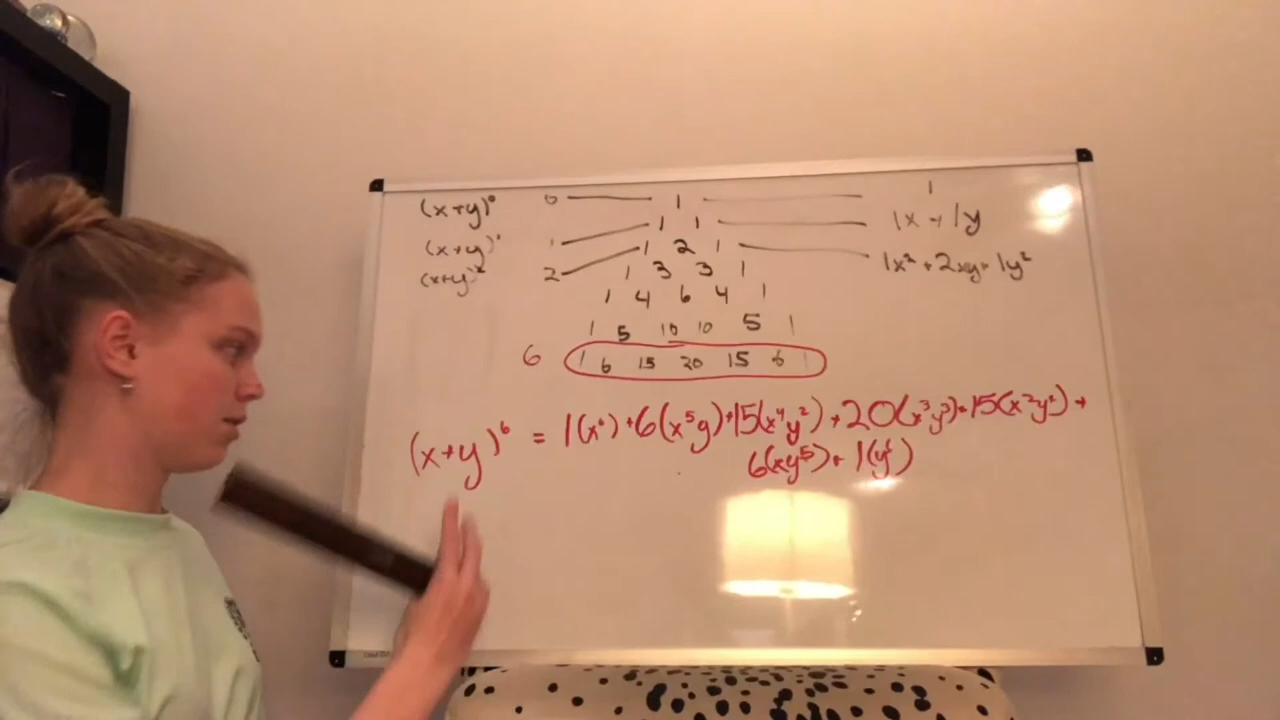 (x+y)⁰ 0 1 1
(x+y)¹ 1 1 1 1x + 1y
(x+y)² 2 1 2 1 1x² + 2xy + 1y²
1 3 3 1
1 4 6 4 1
1 5 10 10 5 1
6 1 6 15 20 15 6 1
(x+y)⁶ = 1(x⁶) + 6(x⁵y) + 15(x⁴y²) + 20(x³y³) + 15(x²y²) +
6(xy⁵) + 1(y⁶)